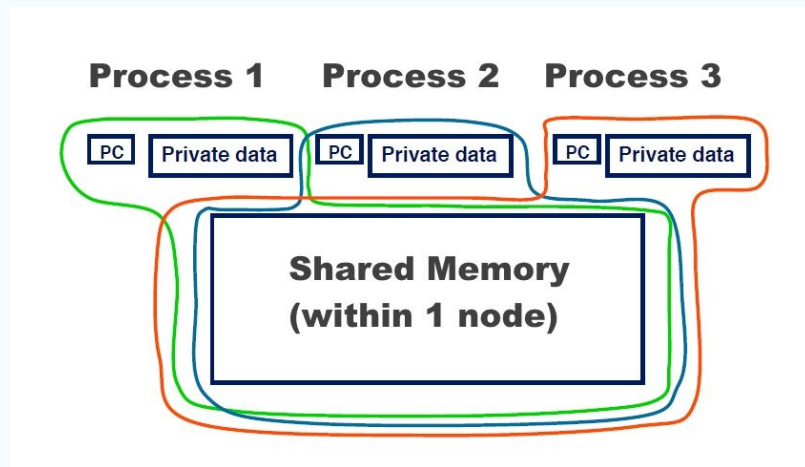 Process 1 Process 2 Process 3
PC Private data PC Private data PC Private data
Shared Memory
(within 1 node)